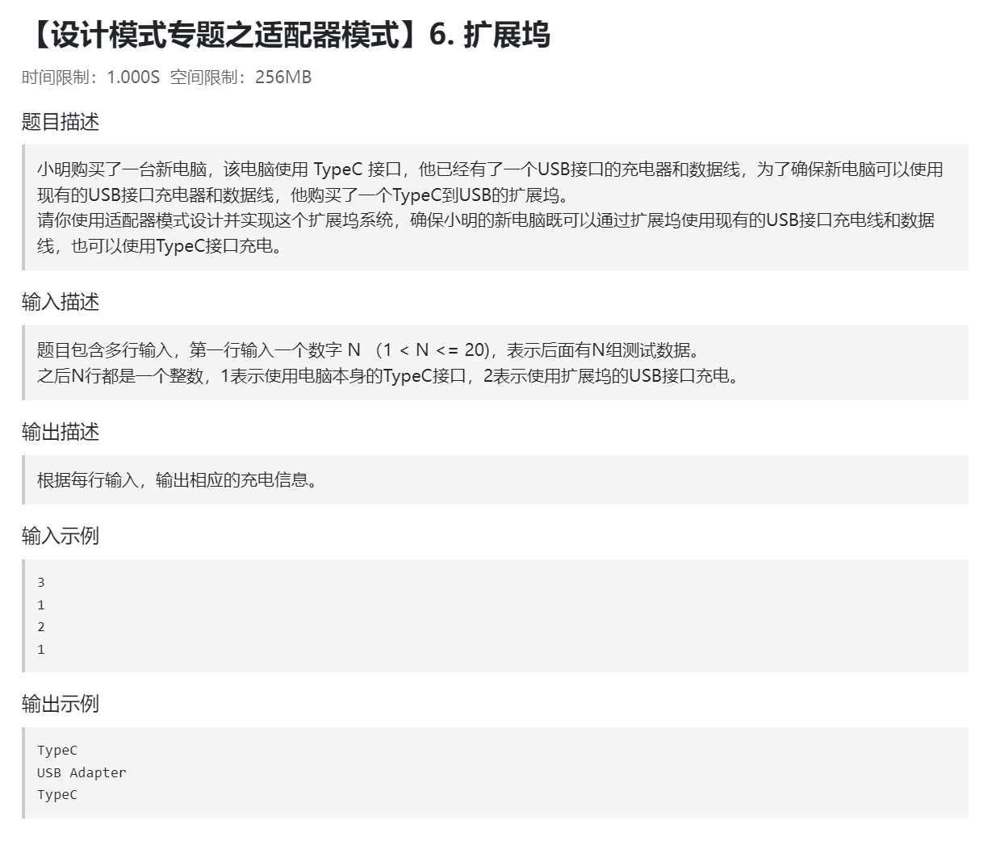 【设计模式专题之适配器模式】6. 扩展坞
时间限制：1.000S 空间限制：256MB
题目描述
小明购买了一台新电脑，该电脑使用 TypeC 接口，他已经有了一个USB接口的充电器和数据线，为了确保新电脑可以使用
现有的USB接口充电器和数据线，他购买了一个TypeC到USB的扩展坞。
请你使用适配器模式设计并实现这个扩展坞系统，确保小明的新电脑既可以通过扩展坞使用现有的USB接口充电线和数据
线，也可以使用TypeC接口充电。
输入描述
题目包含多行输入，第一行输入一个数字 N （1 < N <= 20)，表示后面有N组测试数据。
之后N行都是一个整数，1表示使用电脑本身的TypeC接口，2表示使用扩展坞的USB接口充电。
输出描述
根据每行输入，输出相应的充电信息。
输入示例
3
1
2
1
输出示例
TypeC
USB Adapter
TypeC